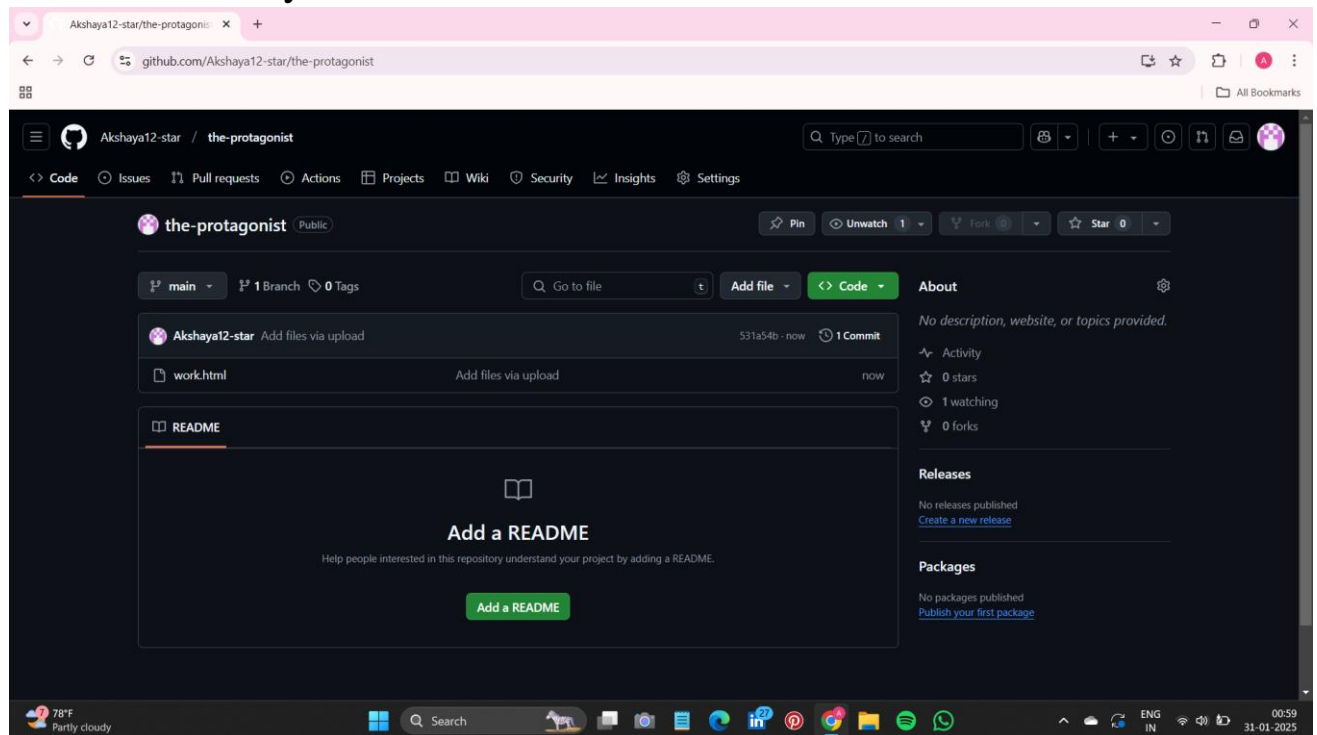 Akshaya12-star/the-protagonis
github.com/Akshaya12-star/the-protagonist
All Bookmarks
Akshaya12-star / the-protagonist
Type / to search
Code Issues Pull requests Actions Projects Wiki Security Insights Settings
the-protagonist Public
Pin Unwatch 1 Fork 0 Star 0
main 1 Branch 0 Tags Go to file t Add file Code
About
No description, website, or topics provided.
Akshaya12-star Add files via upload 531a54b · now 1 Commit
Activity
work.html Add files via upload now
0 stars
1 watching
0 forks
README
Releases
No releases published
Create a new release
Add a README
Help people interested in this repository understand your project by adding a README.
Packages
No packages published
Publish your first package
Add a README
7 78°F
Partly cloudy
Search
27
ENG
IN
00:59
31-01-2025